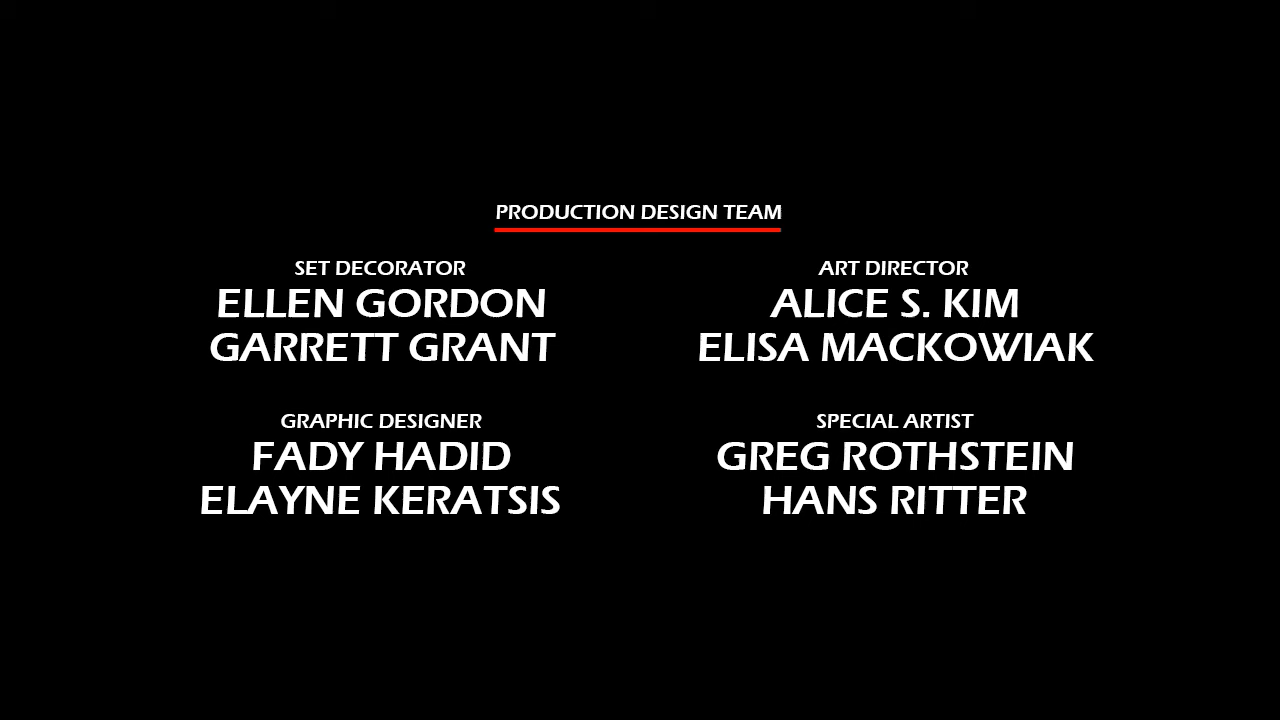 PRODUCTION DESIGN TEAM
SET DECORATOR
ELLEN GORDON
GARRETT GRANT
ART DIRECTOR
ALICE S. KIM
ELISA MACKOWIAK
GRAPHIC DESIGNER
FADY HADID
ELAYNE KERATSIS
SPECIAL ARTIST
GREG ROTHSTEIN
HANS RITTER